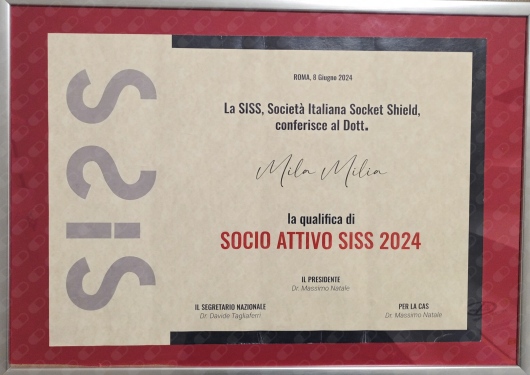 SISS
ROMA, 8 Giugno 2024
La SISS, Società Italiana Socket Shield,
conferisce al Dott.
Mila Milia
la qualifica di
SOCIO ATTIVO SISS 2024
IL PRESIDENTE
Dr. Massimo Natale
IL SEGRETARIO NAZIONALE
Dr. Davide Tagliaferri
PER LA CAS
Dr. Massimo Natale